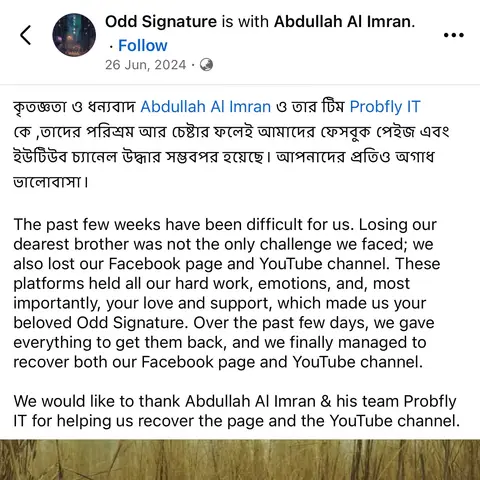 Odd Signature is with Abdullah Al Imran.
· Follow
26 Jun, 2024 ·
কৃতজ্ঞতা ও ধন্যবাদ Abdullah Al Imran ও তার টিম Probfly IT
কে ,তাদের পরিশ্রম আর চেষ্টার ফলেই আমাদের ফেসবুক পেইজ এবং
ইউটিউব চ্যানেল উদ্ধার সম্ভবপর হয়েছে। আপনাদের প্রতিও অগাধ
ভালোবাসা।
The past few weeks have been difficult for us. Losing our
dearest brother was not the only challenge we faced; we
also lost our Facebook page and YouTube channel. These
platforms held all our hard work, emotions, and, most
importantly, your love and support, which made us your
beloved Odd Signature. Over the past few days, we gave
everything to get them back, and we finally managed to
recover both our Facebook page and YouTube channel.
We would like to thank Abdullah Al Imran & his team Probfly
IT for helping us recover the page and the YouTube channel.